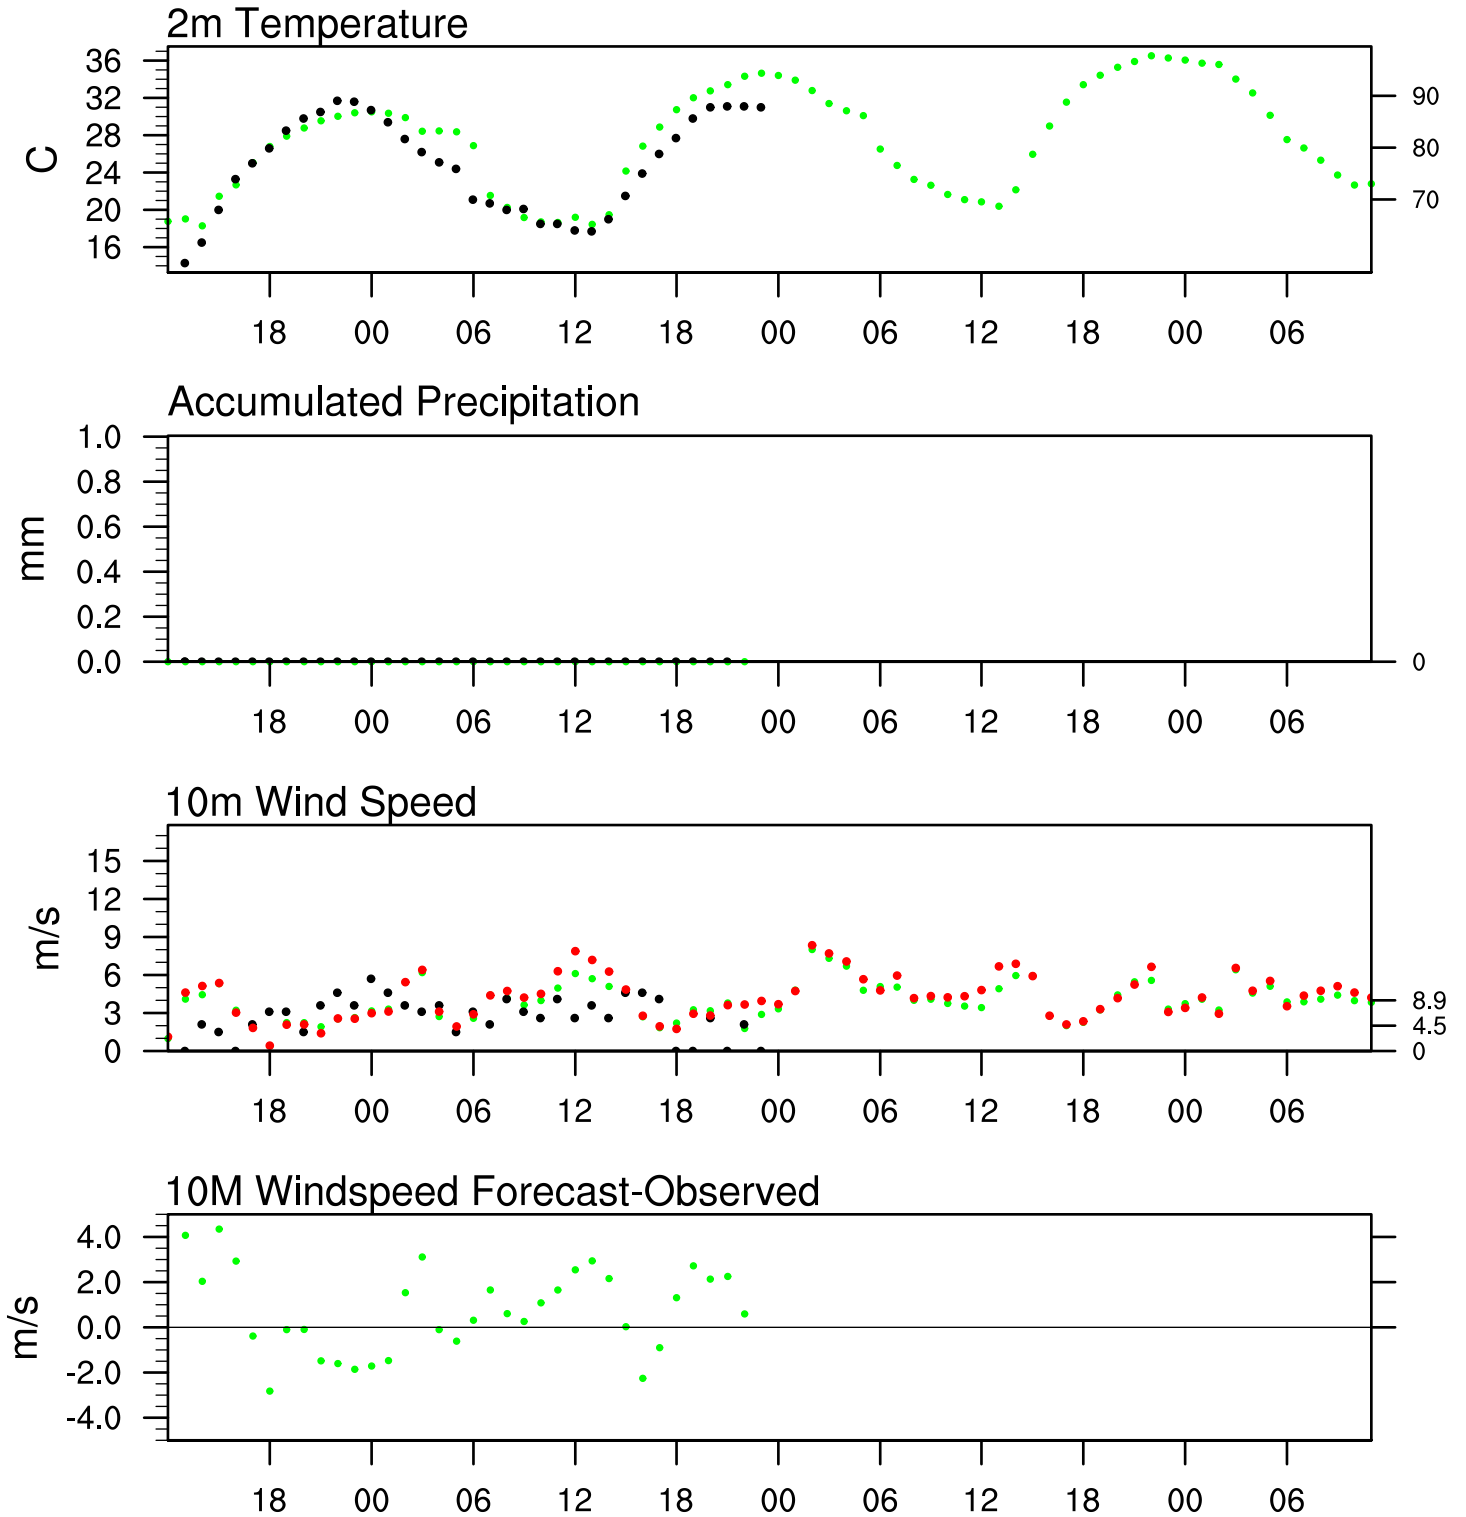 2m Temperature
36
32
28
24
20
16
C
90
80
70
18 00 06 12 18 00 06 12 18 00 06
Accumulated Precipitation
1.0
0.8
0.6
0.4
0.2
0.0
mm
0
18 00 06 12 18 00 06 12 18 00 06
10m Wind Speed
15
12
9
6
3
0
m/s
8.9
4.5
0
18 00 06 12 18 00 06 12 18 00 06
10M Windspeed Forecast-Observed
4.0
2.0
0.0
-2.0
-4.0
m/s
18 00 06 12 18 00 06 12 18 00 06